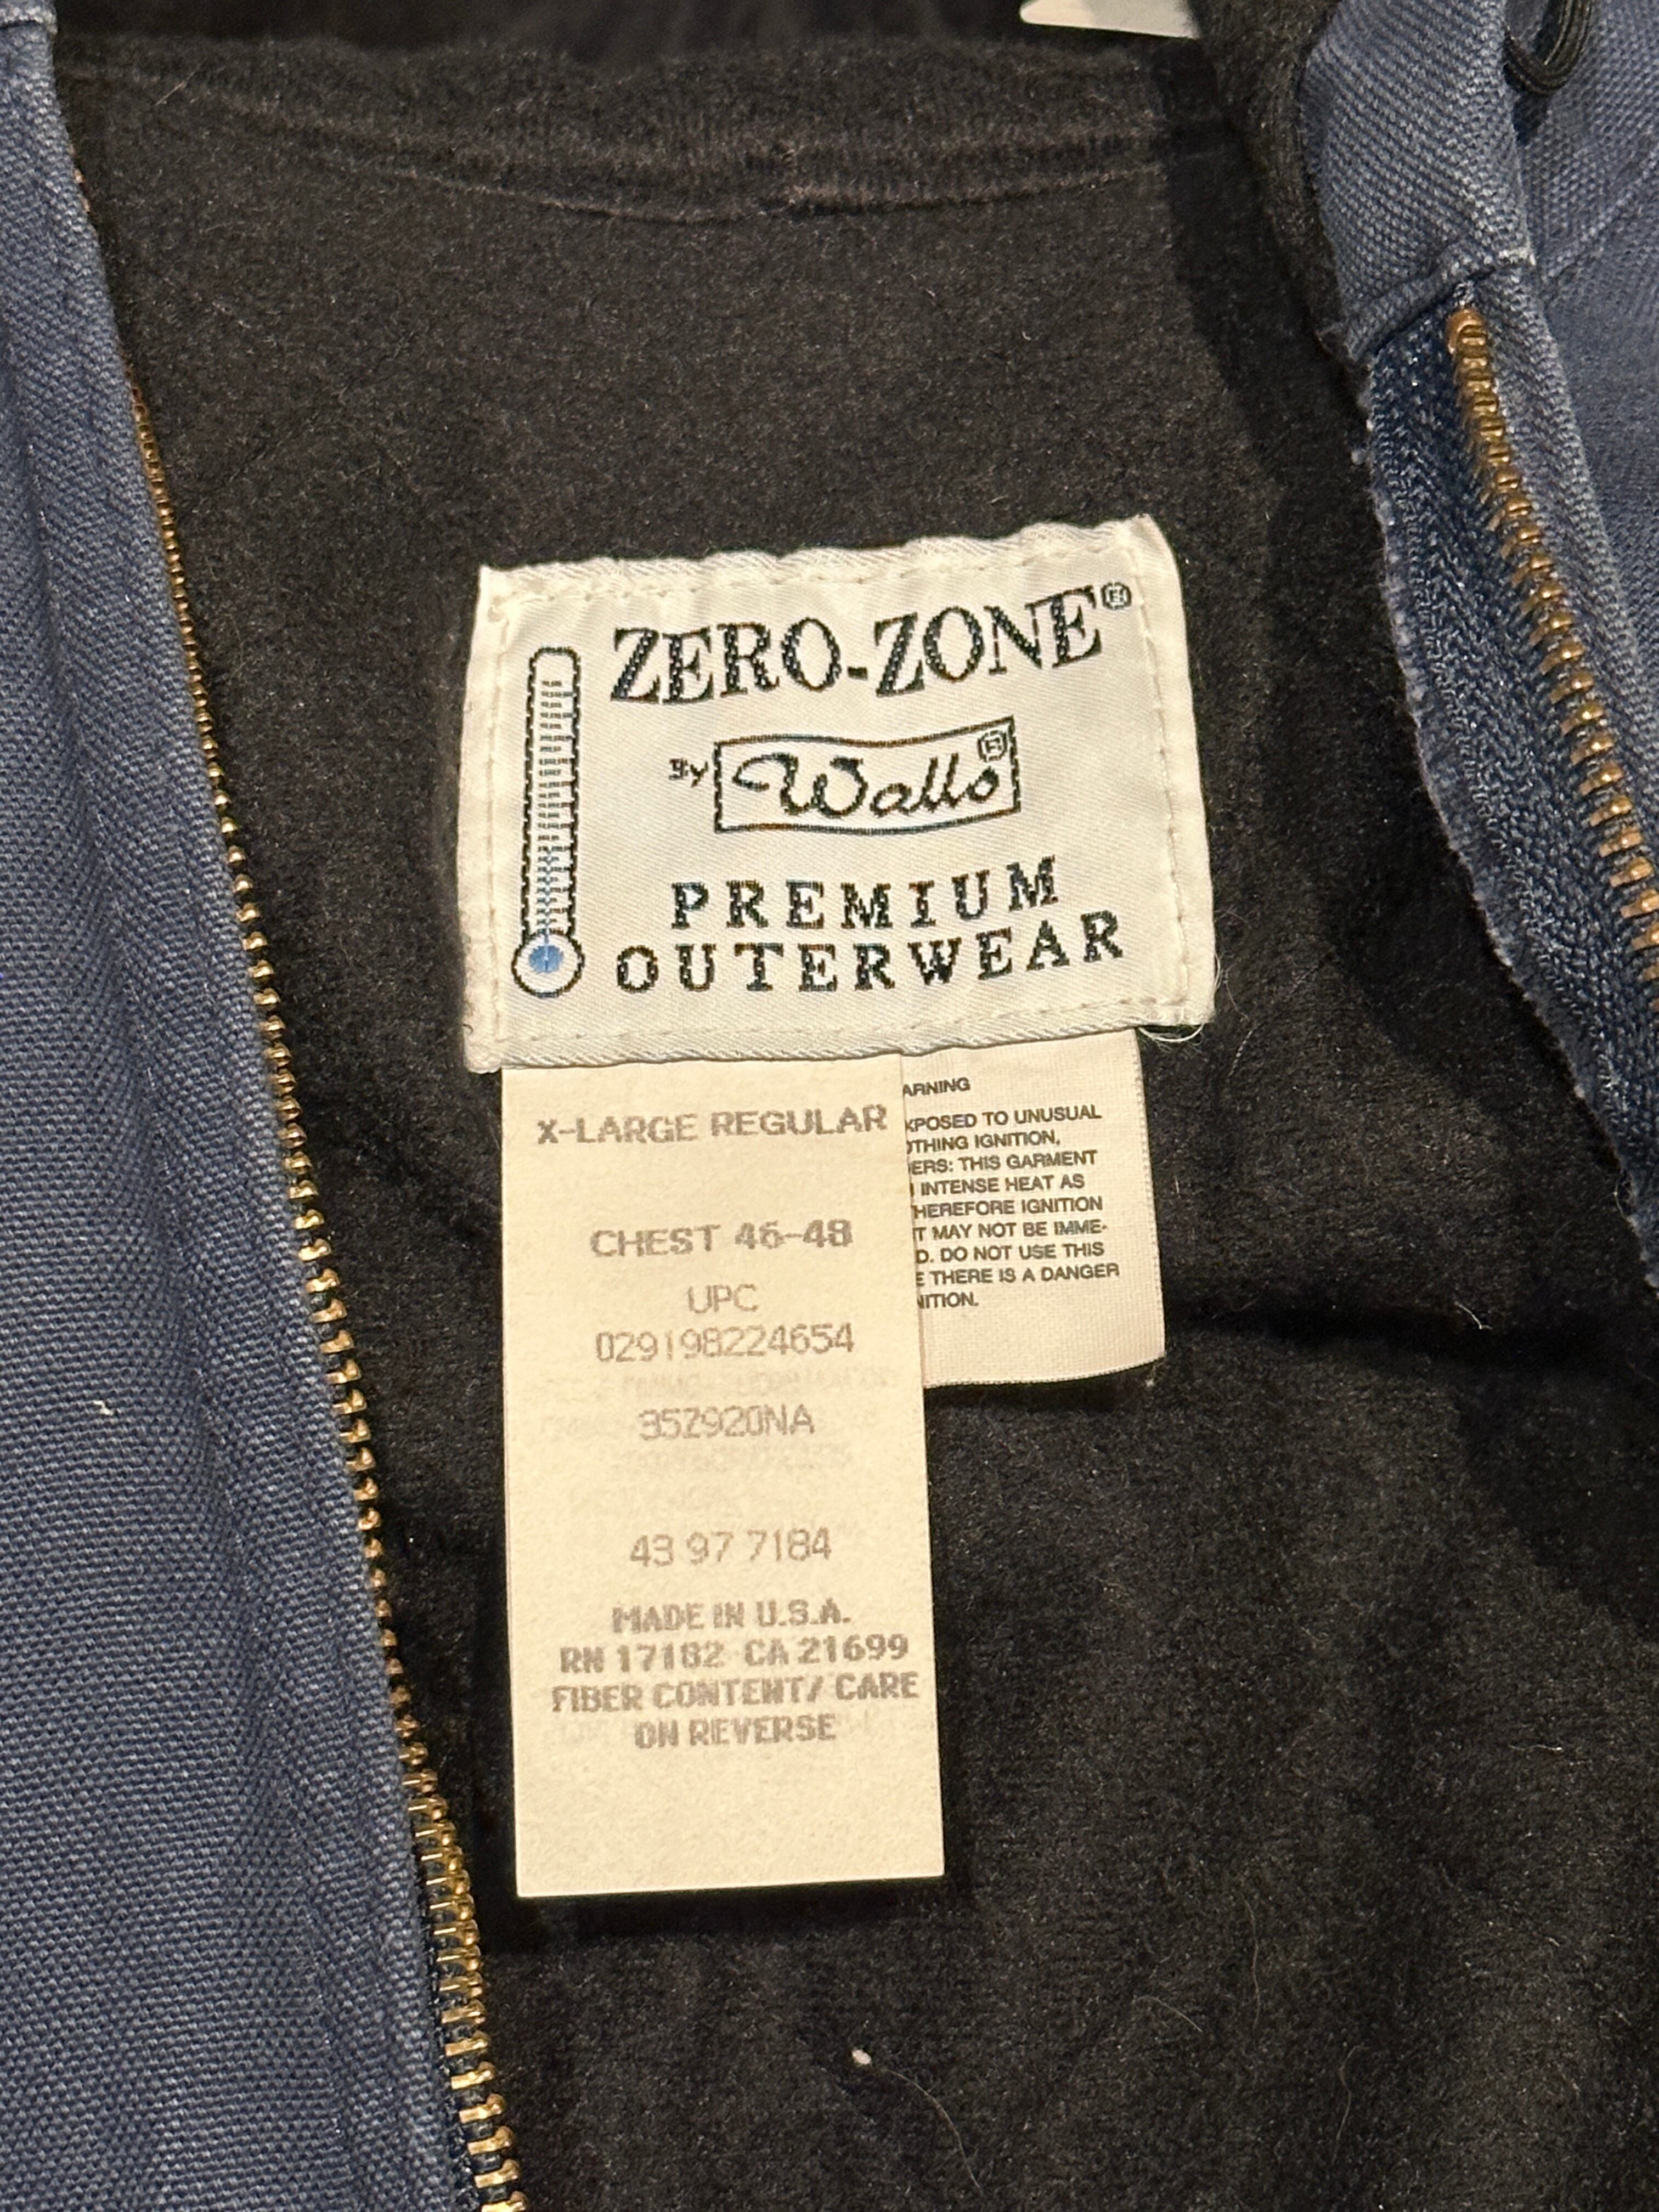 ZERO-ZONE®
By Walls®
PREMIUM
OUTERWEAR
X-LARGE REGULAR
CHEST 46-48
UPC
029198224654
35Z920NA
43 97 7184
MADE IN U.S.A.
RN 17182 CA 21699
FIBER CONTENT/ CARE
ON REVERSE
ARNING
XPOSED TO UNUSUAL
OTHING IGNITION,
ERS: THIS GARMENT
INTENSE HEAT AS
HEREFORE IGNITION
T MAY NOT BE IMME-
D. DO NOT USE THIS
E THERE IS A DANGER
NITION.